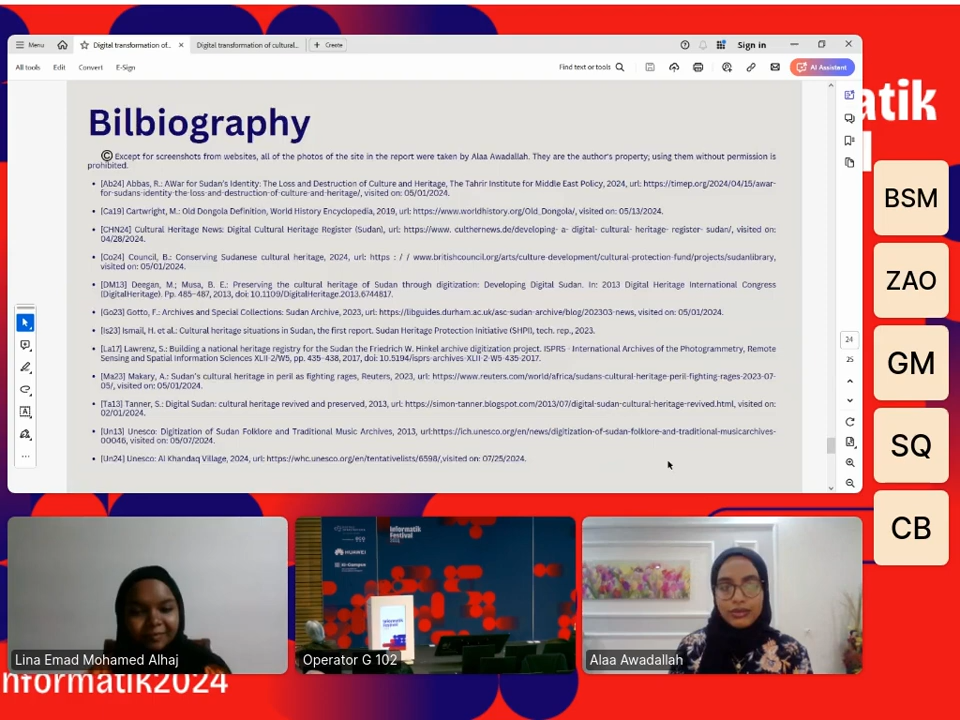 Menu
Digital transformation of..
Digital transformation of cultural..
Create
Sign in
All tools
Edit
Convert
E-Sign
Find text or tools
AI Assistant
Bilbiography
© Except for screenshots from websites, all of the photos of the site in the report were taken by Alaa Awadallah. They are the author's property, using them without permission is
prohibited.
• [Ab24] Abbas, R.: AWar for Sudan's Identity: The Loss and Destruction of Culture and Heritage, The Tahrir Institute for Middle East Policy, 2024, url: https://timep.org/2024/04/15/awar-
for-sudans-identity-the-loss-and-destruction-of-culture-and-heritage/, visited on: 05/01/2024.
• [Ca19] Cartwright, M.: Old Dongola Definition, World History Encyclopedia, 2019, url: https://www.worldhistory.org/Old_Dongola/, visited on: 05/13/2024.
• [CHN24] Cultural Heritage News: Digital Cultural Heritage Register (Sudan), url: https://www. culthernews.de/developing- a- digital- cultural- heritage- register- sudan/, visited on:
04/28/2024.
• [Co24] Council, B.: Conserving Sudanese cultural heritage, 2024, url: https : / / www.britishcouncil.org/arts/culture-development/cultural-protection-fund/projects/sudanlibrary,
visited on: 05/01/2024.
• [DM13] Deegan, M.; Musa, B. E.: Preserving the cultural heritage of Sudan through digitization: Developing Digital Sudan. In: 2013 Digital Heritage International Congress
(DigitalHeritage). Pp. 485-487, 2013, doi: 10.1109/DigitalHeritage.2013.6744817.
• [Go23] Gotto, F.: Archives and Special Collections: Sudan Archive, 2023, url: https://libguides.durham.ac.uk/asc-sudan-archive/blog/202303-news, visited on: 05/01/2024.
• [Is23] Ismail, H. et al.: Cultural heritage situations in Sudan, the first report. Sudan Heritage Protection Initiative (SHPI), tech. rep., 2023.
• [La17] Lawrenz, S.: Building a national heritage registry for the Sudan the Friedrich W. Hinkel archive digitization project. ISPRS - International Archives of the Photogrammetry, Remote
Sensing and Spatial Information Sciences XLII-2/W5, pp. 435-438, 2017, doi: 10.5194/isprs-archives-XLII-2-W5-435-2017.
• [Ma23] Makary, A.: Sudan's cultural heritage in peril as fighting rages, Reuters, 2023, url: https://www.reuters.com/world/africa/sudans-cultural-heritage-peril-fighting-rages-2023-07-
05/, visited on: 05/01/2024.
• [Ta13] Tanner, S.: Digital Sudan: cultural heritage revived and preserved, 2013, url: https://simon-tanner.blogspot.com/2013/07/digital-sudan-cultural-heritage-revived.html, visited on:
02/01/2024.
• [Un13] Unesco: Digitization of Sudan Folklore and Traditional Music Archives, 2013, url:https://ich.unesco.org/en/news/digitization-of-sudan-folklore-and-traditional-musicarchives-
00046, visited on: 05/07/2024.
• [Un24] Unesco: Al Khandaq Village, 2024, url: https://whc.unesco.org/en/tentativelists/6598/,visited on: 07/25/2024.
24
25
atik
BSM
ZAO
GM
SQ
CB
Informatik
Festival
HUAWEI
Lina Emad Mohamed Alhaj
Operator G 102
Alaa Awadallah
nformatik2024